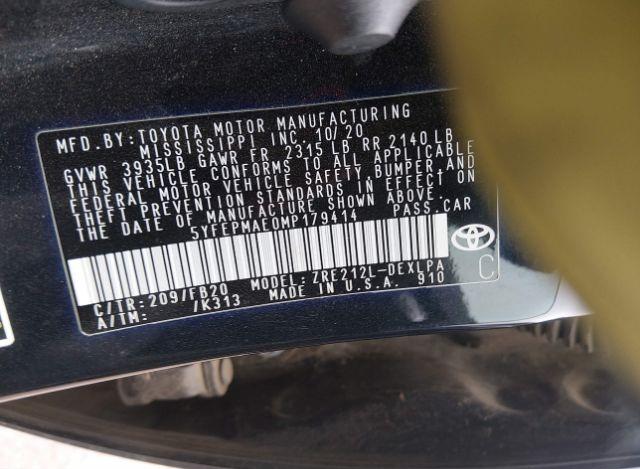 MFD.BY:TOYOTA MOTOR MANUFACTURING
MISSISSIPPI INC. 10/20
GVWR 3935LB GAWR FR 2315 LB RR 2140 LB
THIS VEHICLE CONFORMS TO ALL APPLICABLE
FEDERAL MOTOR VEHICLE SAFETY, BUMPER, AND
THEFT PREVENTION STANDARDS IN EFFECT ON
THE DATE OF MANUFACTURE SHOWN ABOVE.
5YFEPMAE0MP179414 PASS.CAR
C/TR:209/FB20 MODEL:ZRE212L-DEXLPA
A/TM: /K313 MADE IN U.S.A. 910
C